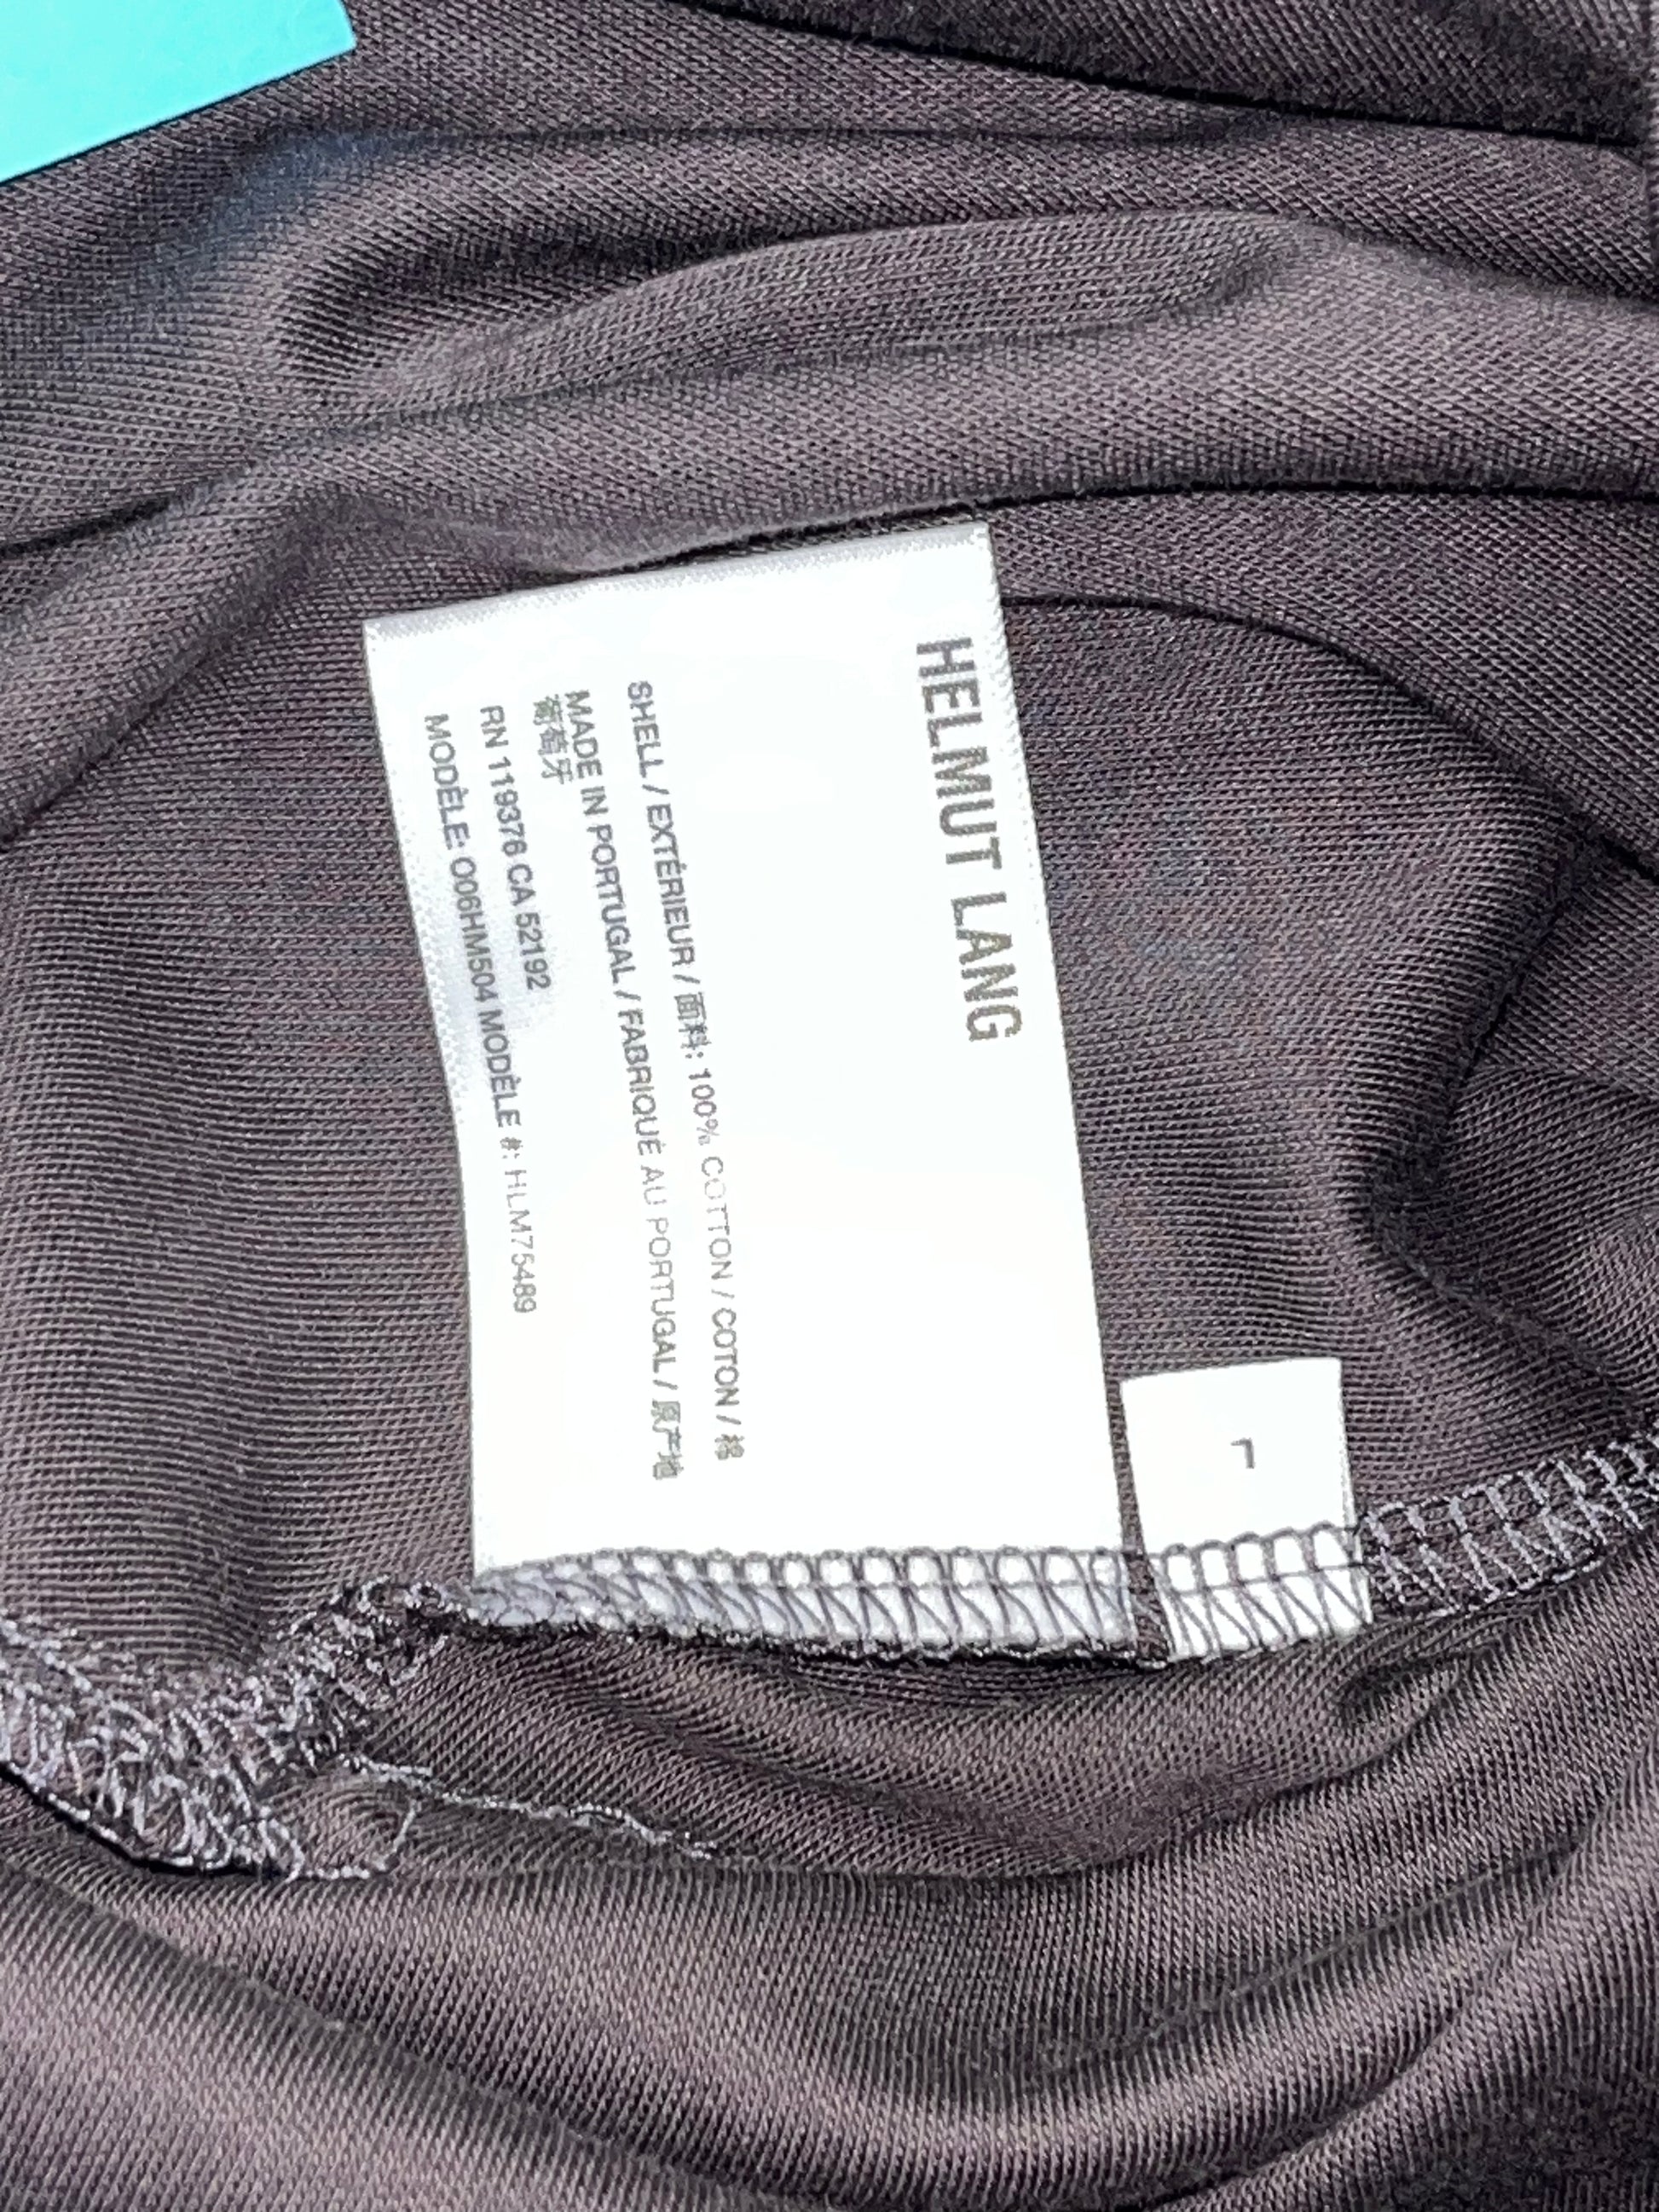 HELMUT LANG
SHELL / EXTÉRIEUR / 面料: 100% COTTON / COTON / 棉
MADE IN PORTUGAL / FABRIQUÉ AU PORTUGAL / 原产地
葡萄牙
RN 119376 CA 52192
MODÈLE: O06HM504 MODÈLE #: HLM75489
L